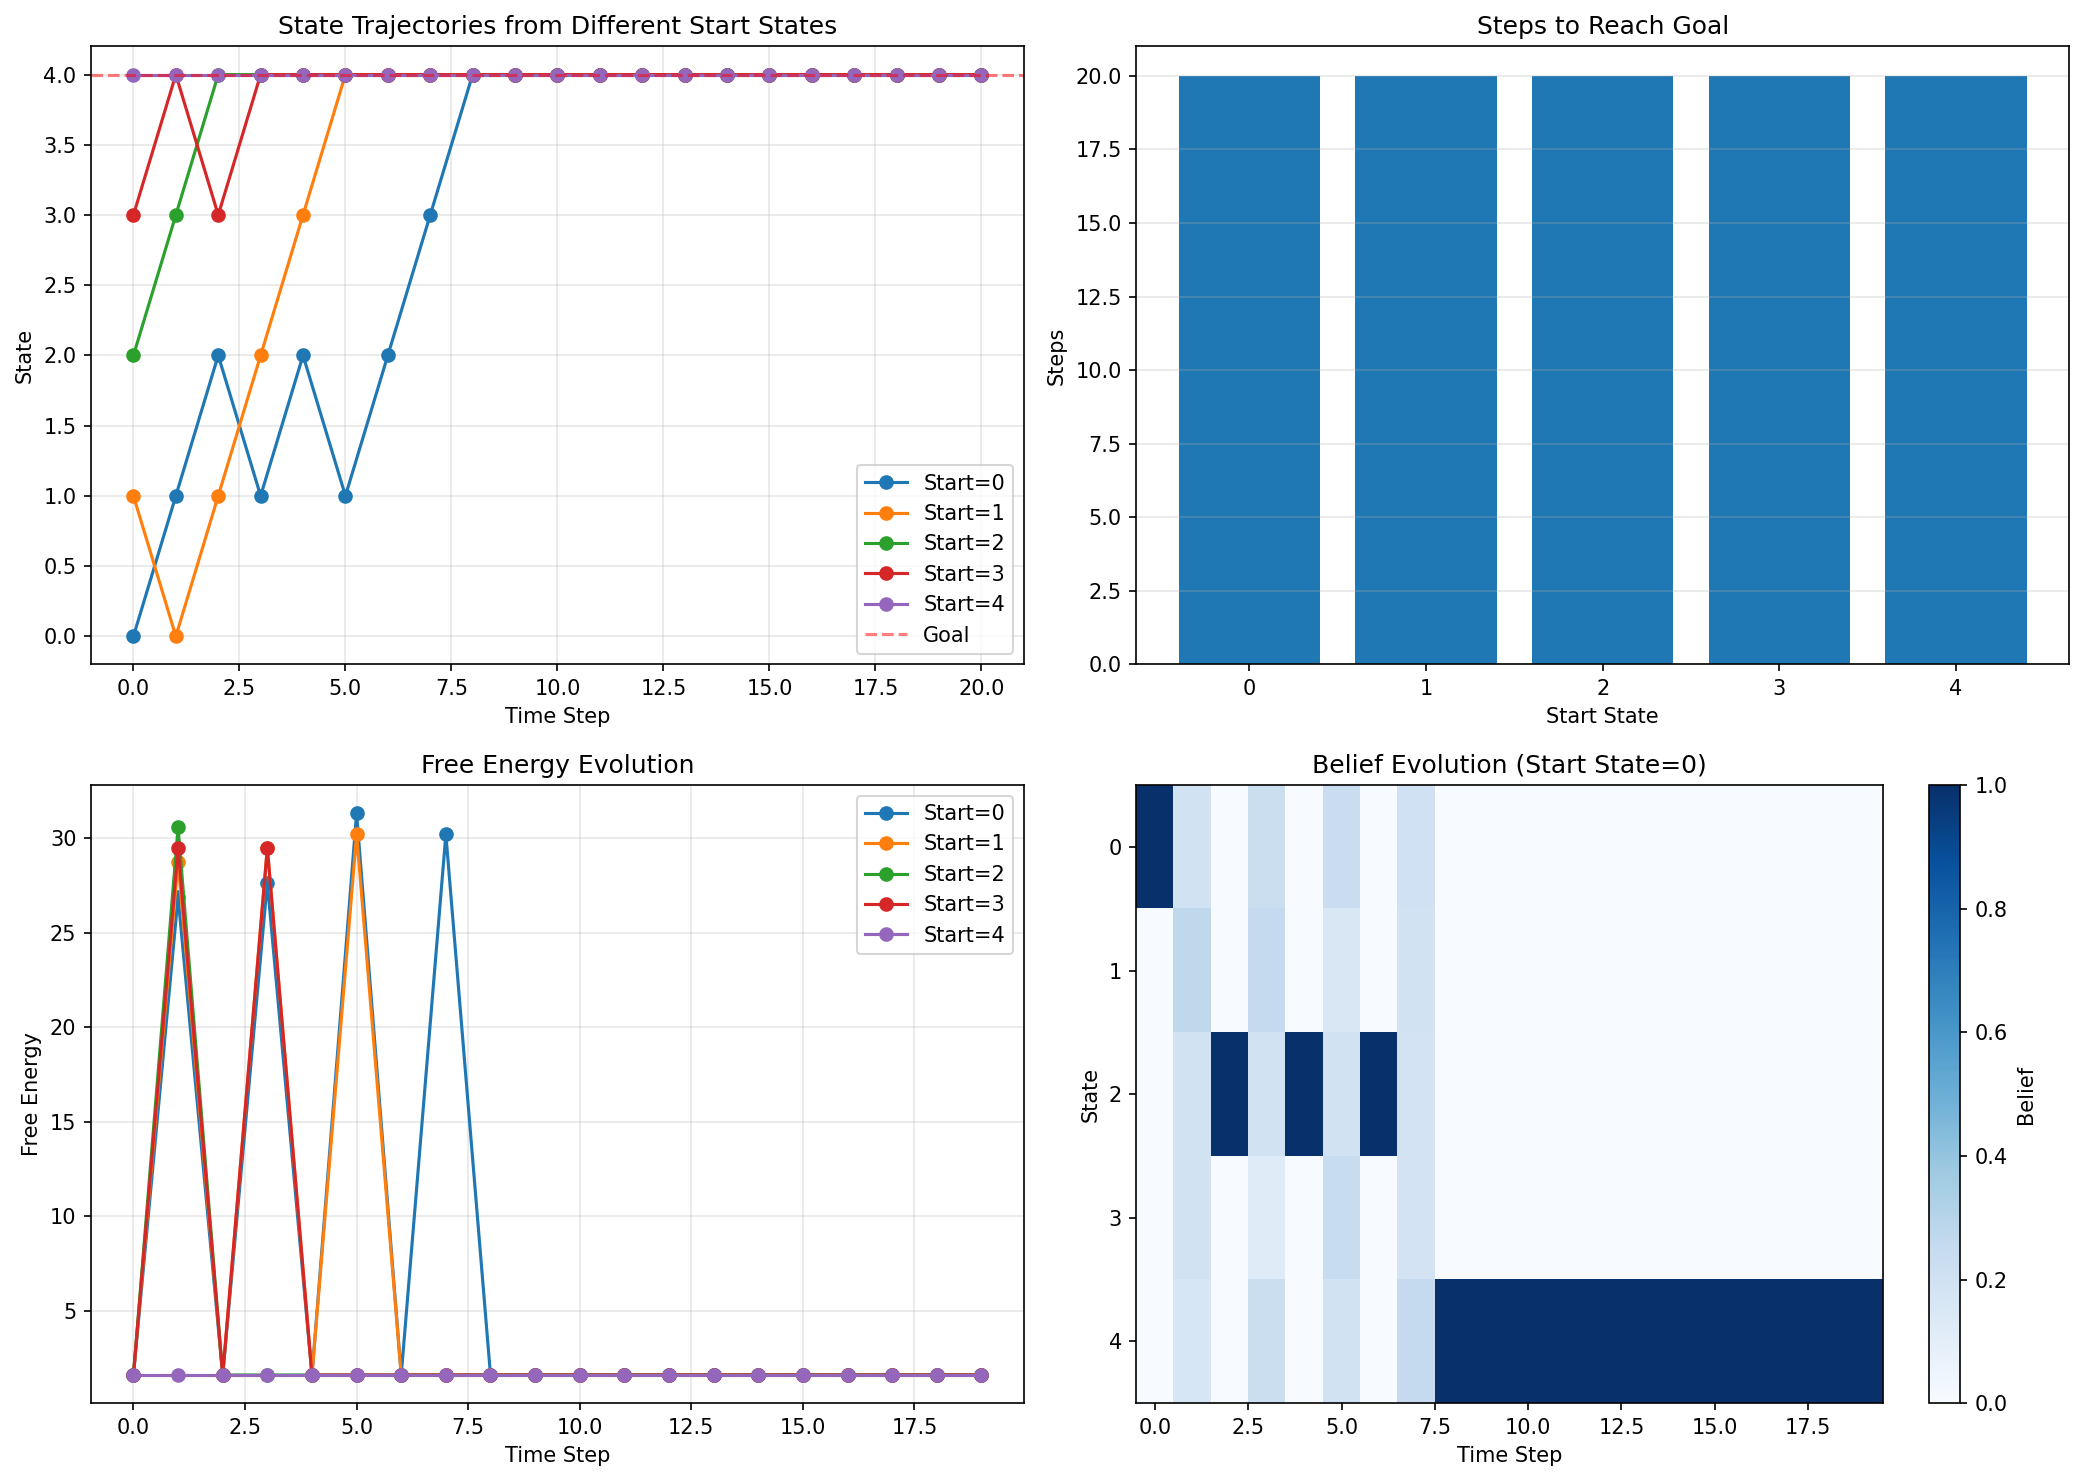 State Trajectories from Different Start States
4.0
3.5
3.0
2.5
2.0
1.5
1.0
0.5
0.0
State
0.0 2.5 5.0 7.5 10.0 12.5 15.0 17.5 20.0
Time Step
Start=0
Start=1
Start=2
Start=3
Start=4
Goal
Steps to Reach Goal
20.0
17.5
15.0
12.5
10.0
7.5
5.0
2.5
0.0
Steps
0 1 2 3 4
Start State
Free Energy Evolution
30
25
20
15
10
5
Free Energy
0.0 2.5 5.0 7.5 10.0 12.5 15.0 17.5
Time Step
Start=0
Start=1
Start=2
Start=3
Start=4
Belief Evolution (Start State=0)
0
1
2
3
4
State
0.0 2.5 5.0 7.5 10.0 12.5 15.0 17.5
Time Step
1.0
0.8
0.6
0.4
0.2
0.0
Belief